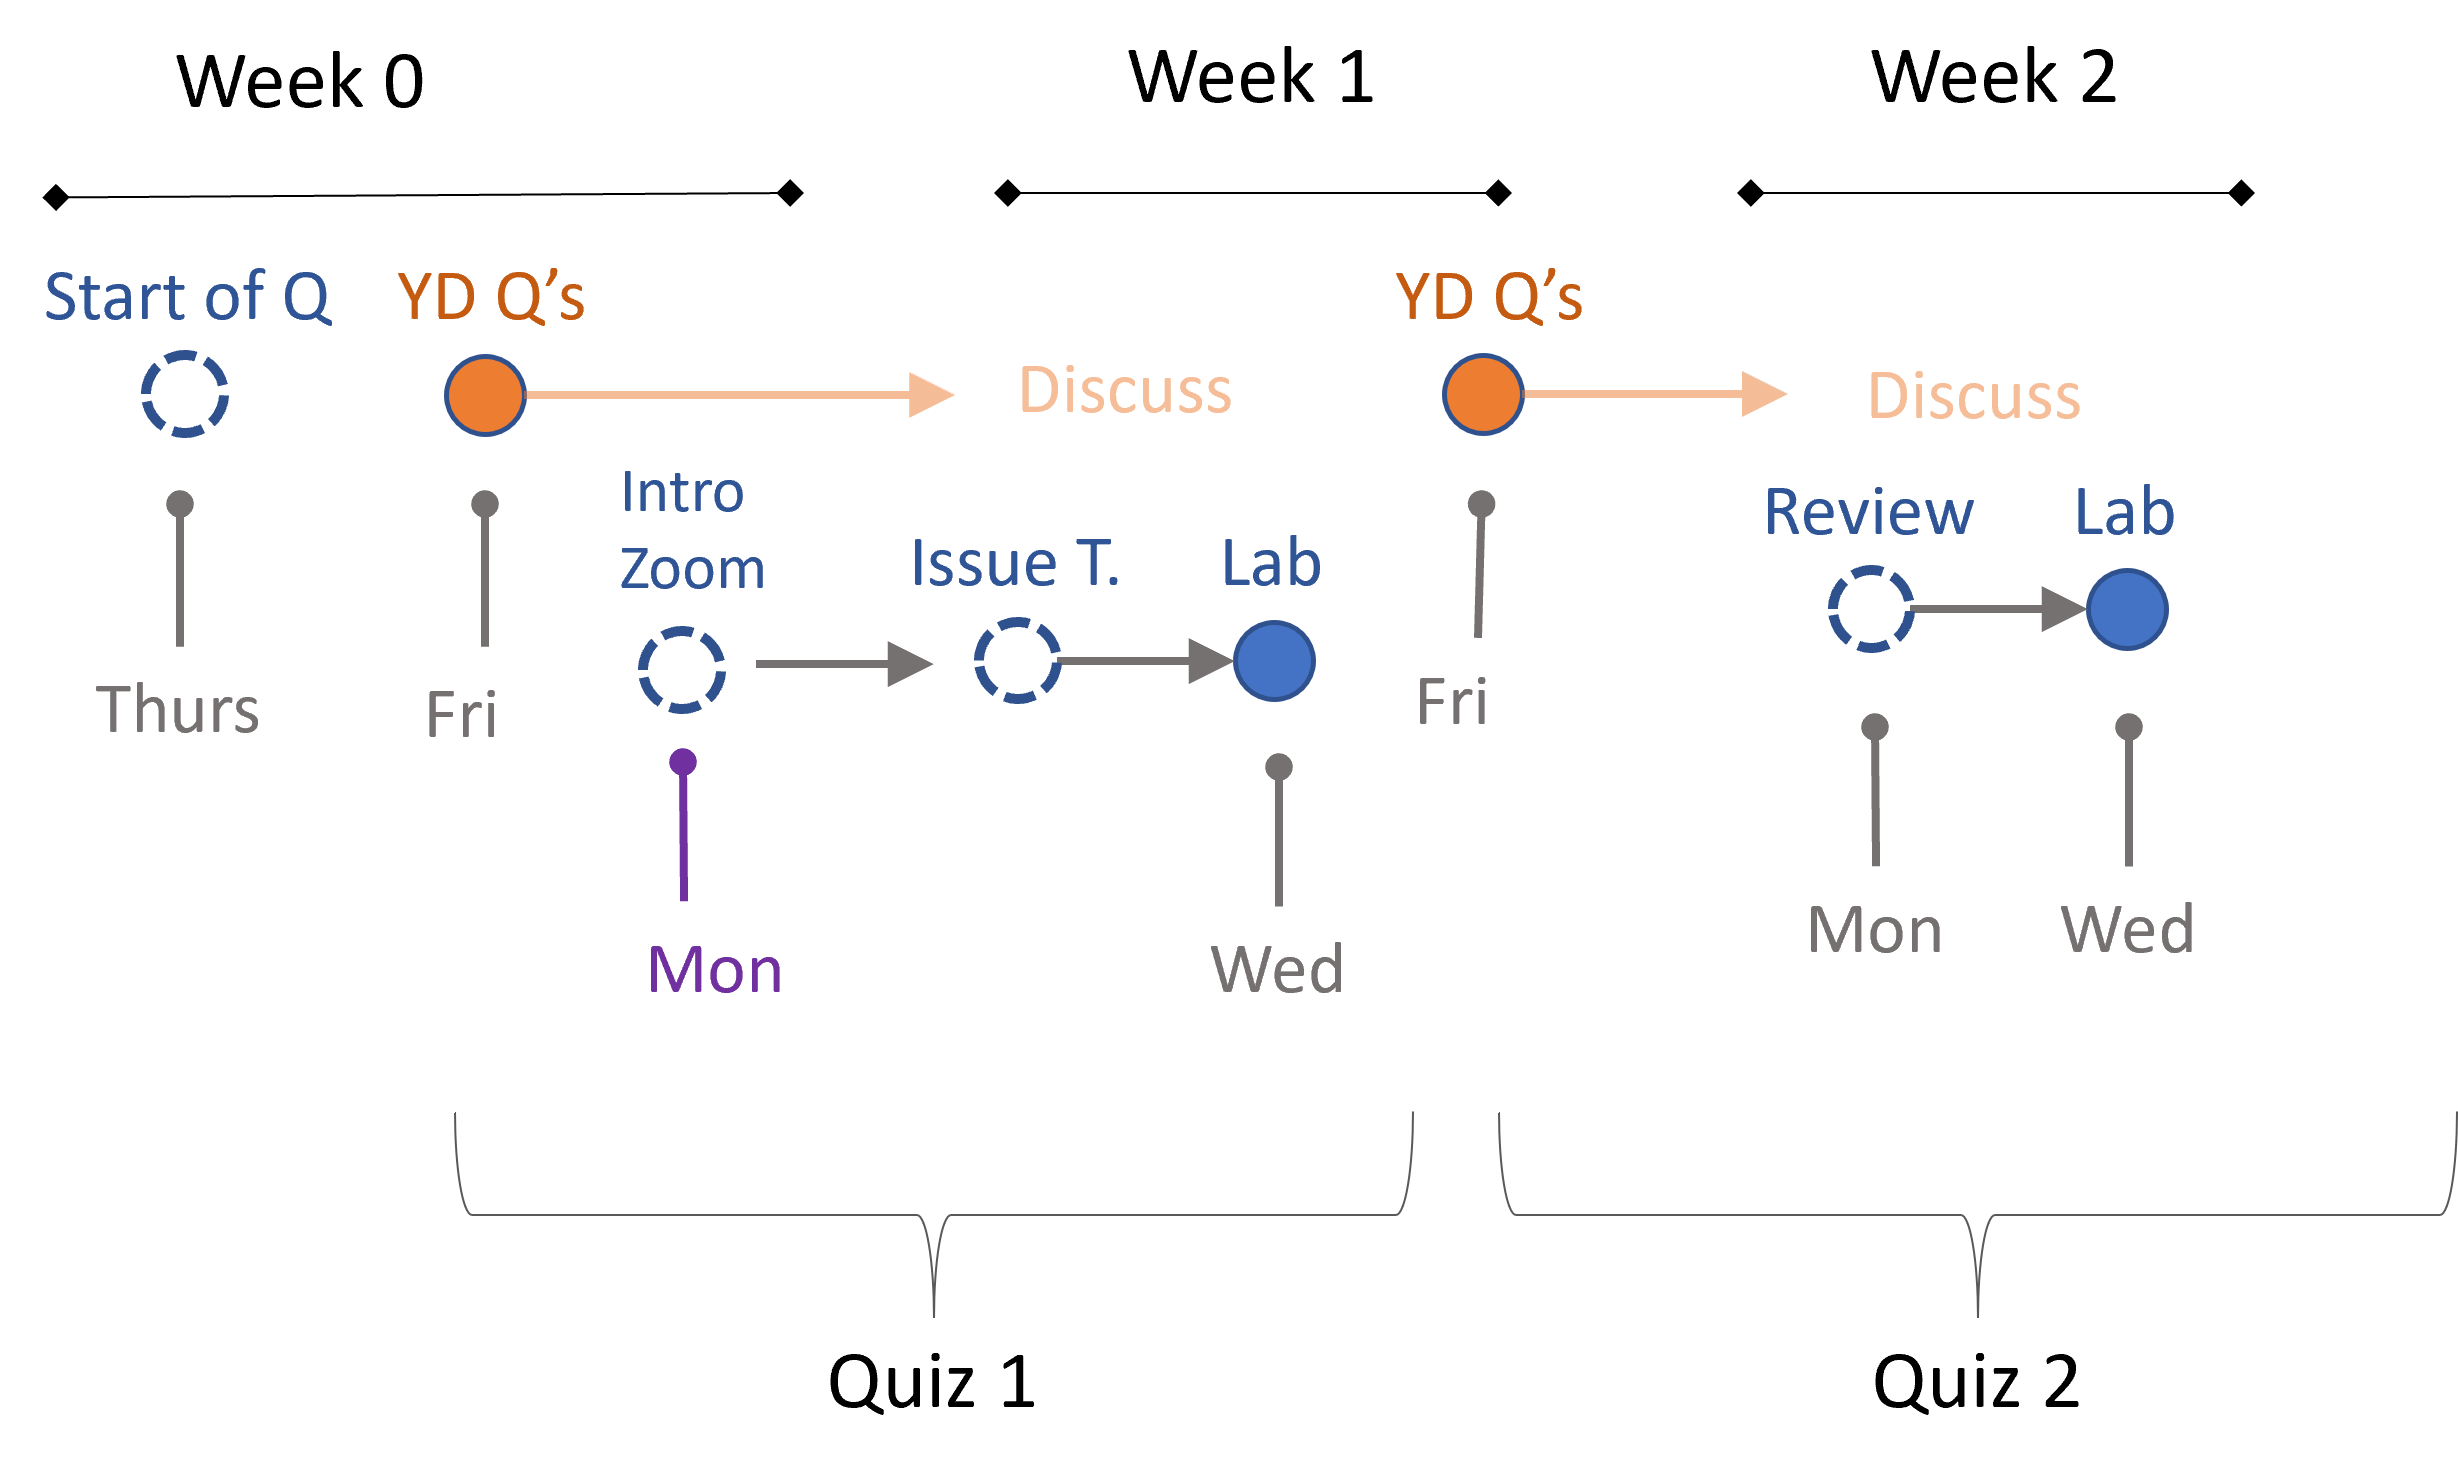 Week 0
Week 1
Week 2
Start of Q
YD Q’s
YD Q’s
Discuss
Discuss
Intro
Zoom
Issue T.
Lab
Review
Lab
Thurs
Fri
Fri
Mon
Wed
Mon
Wed
Quiz 1
Quiz 2